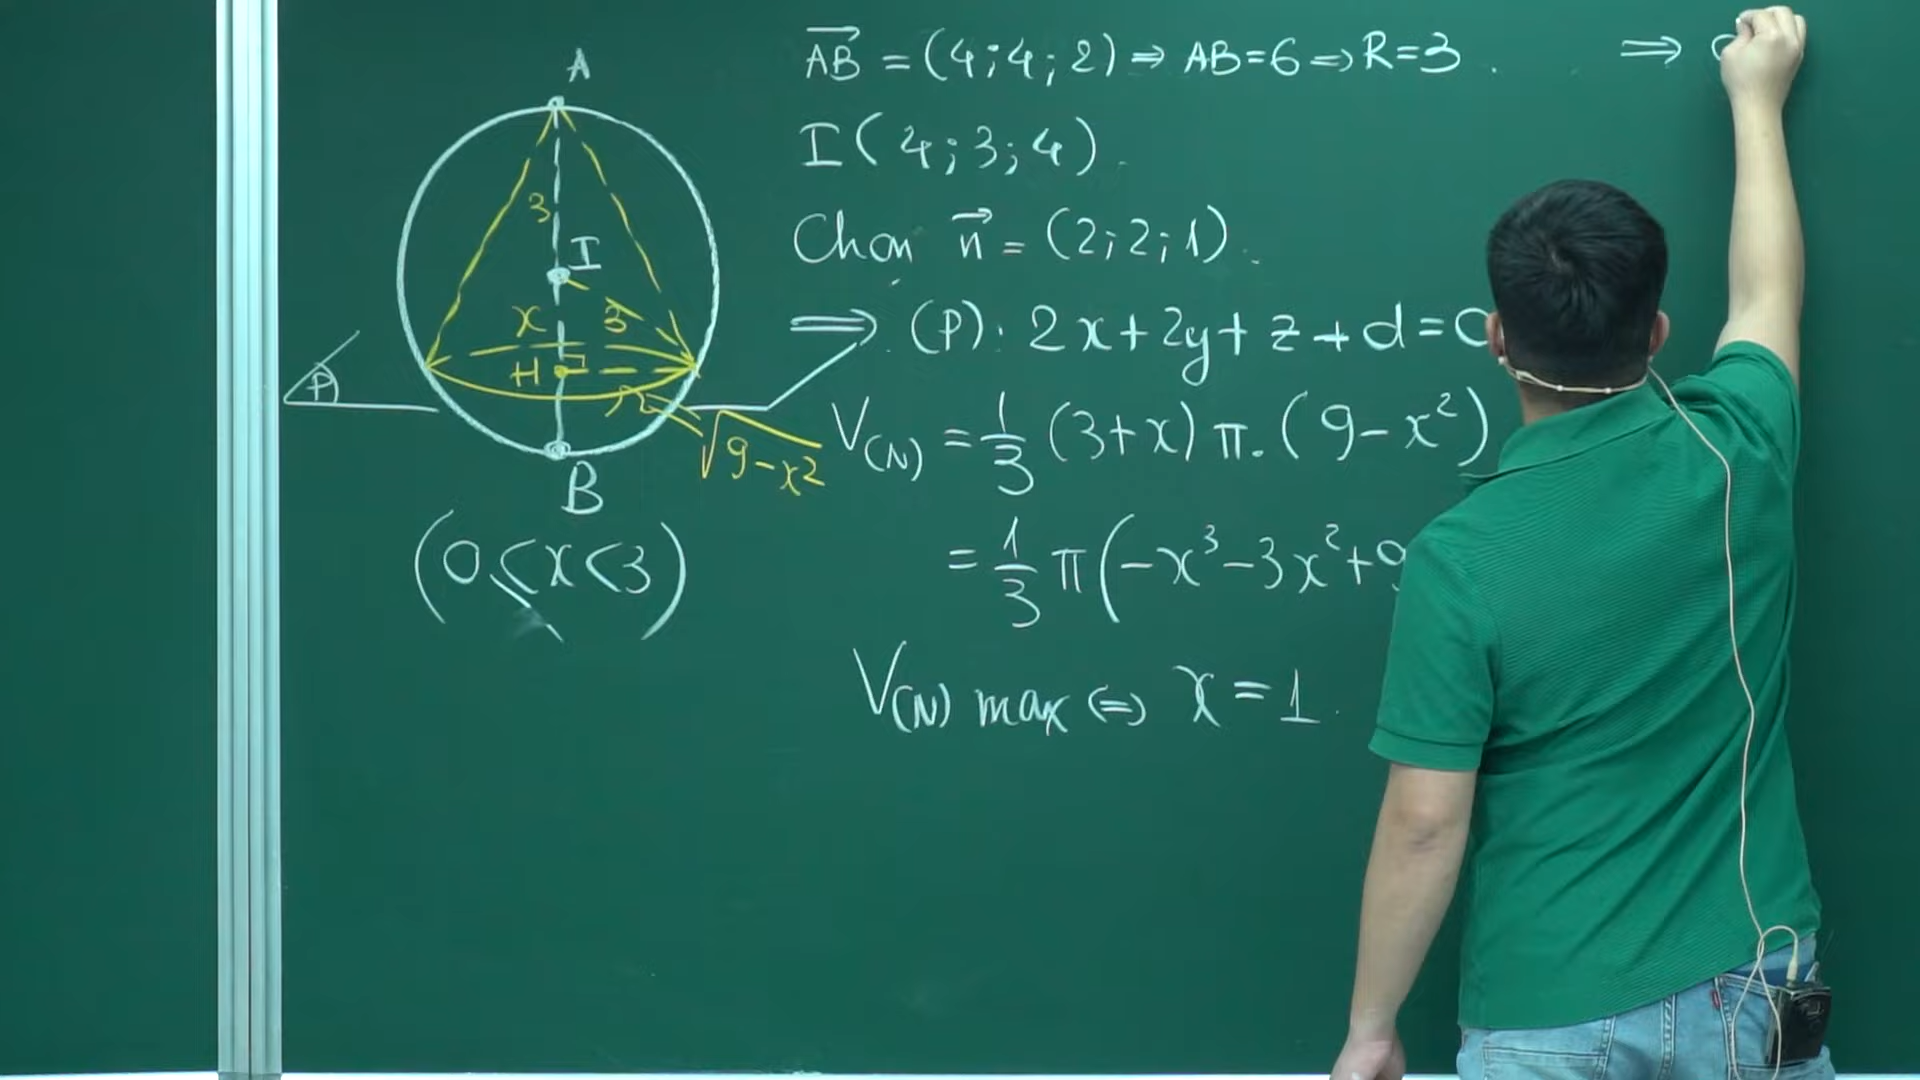 A
3
I
x 3
H
(P)
B
√9-x²
(0≤x<3)
AB⃗ = (4;4;2) ⇒ AB=6 ⇒ R=3. ⇒
I(4;3;4).
Chọn n⃗ = (2;2;1).
⇒ (P): 2x+2y+z+d=0
V(N) = 1/3 (3+x) π.(9-x²)
= 1/3 π(-x³-3x²+9
V(N) max ⇔ x=1.